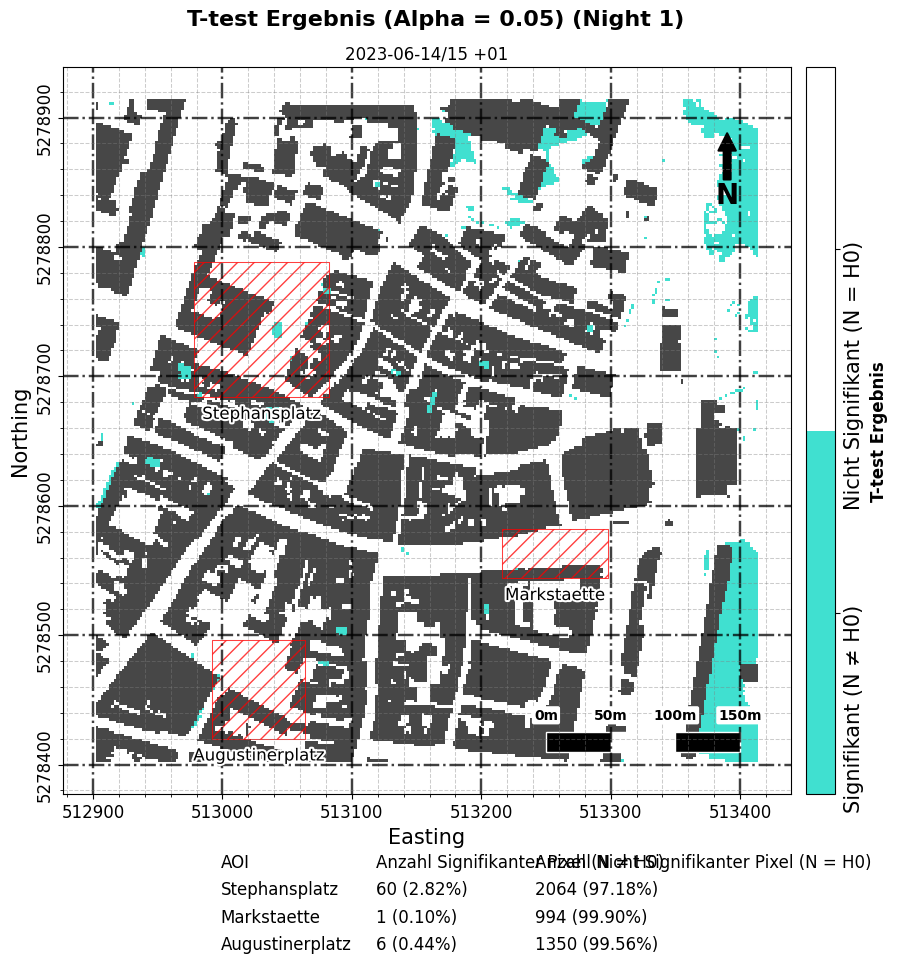 T-test Ergebnis (Alpha = 0.05) (Night 1)
2023-06-14/15 +01
5278900
5278800
5278700
5278600
5278500
5278400
Northing
N
Stephansplatz
Markstaette
Augustinerplatz
0m 50m 100m 150m
512900 513000 513100 513200 513300 513400
Easting
Nicht Signifikant (N = H0)
Signifikant (N ≠ H0)
T-test Ergebnis
AOI Anzahl Signifikanter Pixel (N ≠ H0) Anzahl Nicht Signifikanter Pixel (N = H0)
Stephansplatz 60 (2.82%) 2064 (97.18%)
Markstaette 1 (0.10%) 994 (99.90%)
Augustinerplatz 6 (0.44%) 1350 (99.56%)